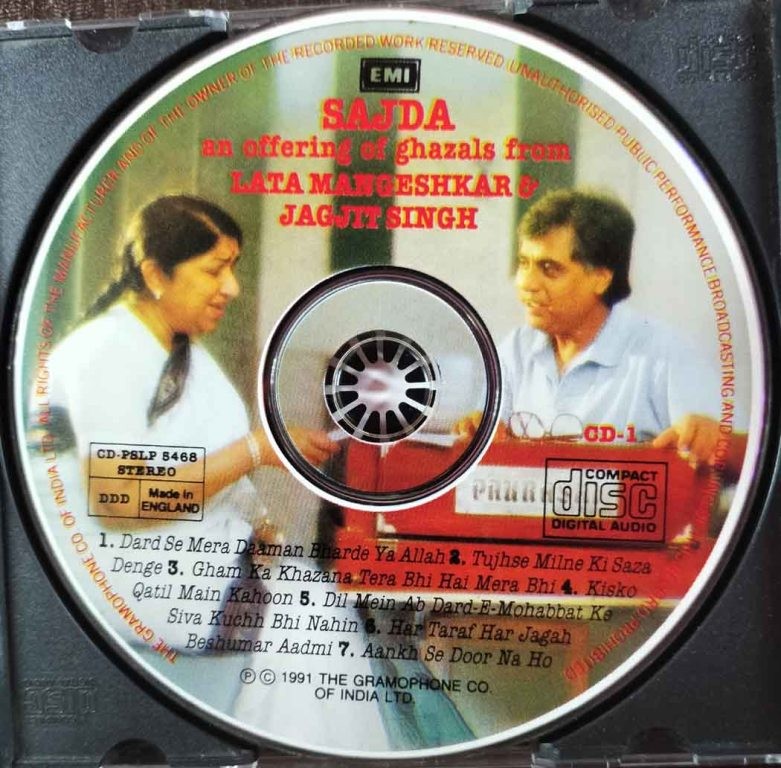 EMI
SAJDA
an offering of ghazals from
LATA MANGESHKAR &
JAGJIT SINGH
CD-1
CD-PSLP 5468
STEREO
DDD
Made in
ENGLAND
COMPACT
disc
DIGITAL AUDIO
1. Dard Se Mera Daaman Bharde Ya Allah 2. Tujhse Milne Ki Saza
Denge 3. Gham Ka Khazana Tera Bhi Hai Mera Bhi 4. Kisko
Qatil Main Kahoon 5. Dil Mein Ab Dard-E-Mohabbat Ke
Siva Kuchh Bhi Nahin 6. Har Taraf Har Jagah
Beshumar Aadmi 7. Aankh Se Door Na Ho
℗ © 1991 THE GRAMOPHONE CO.
OF INDIA LTD.
THE GRAMOPHONE CO OF INDIA LTD. ALL RIGHTS OF THE MANUFACTURER AND OF THE OWNER OF THE RECORDED WORK RESERVED UNAUTHORISED PUBLIC PERFORMANCE BROADCASTING AND